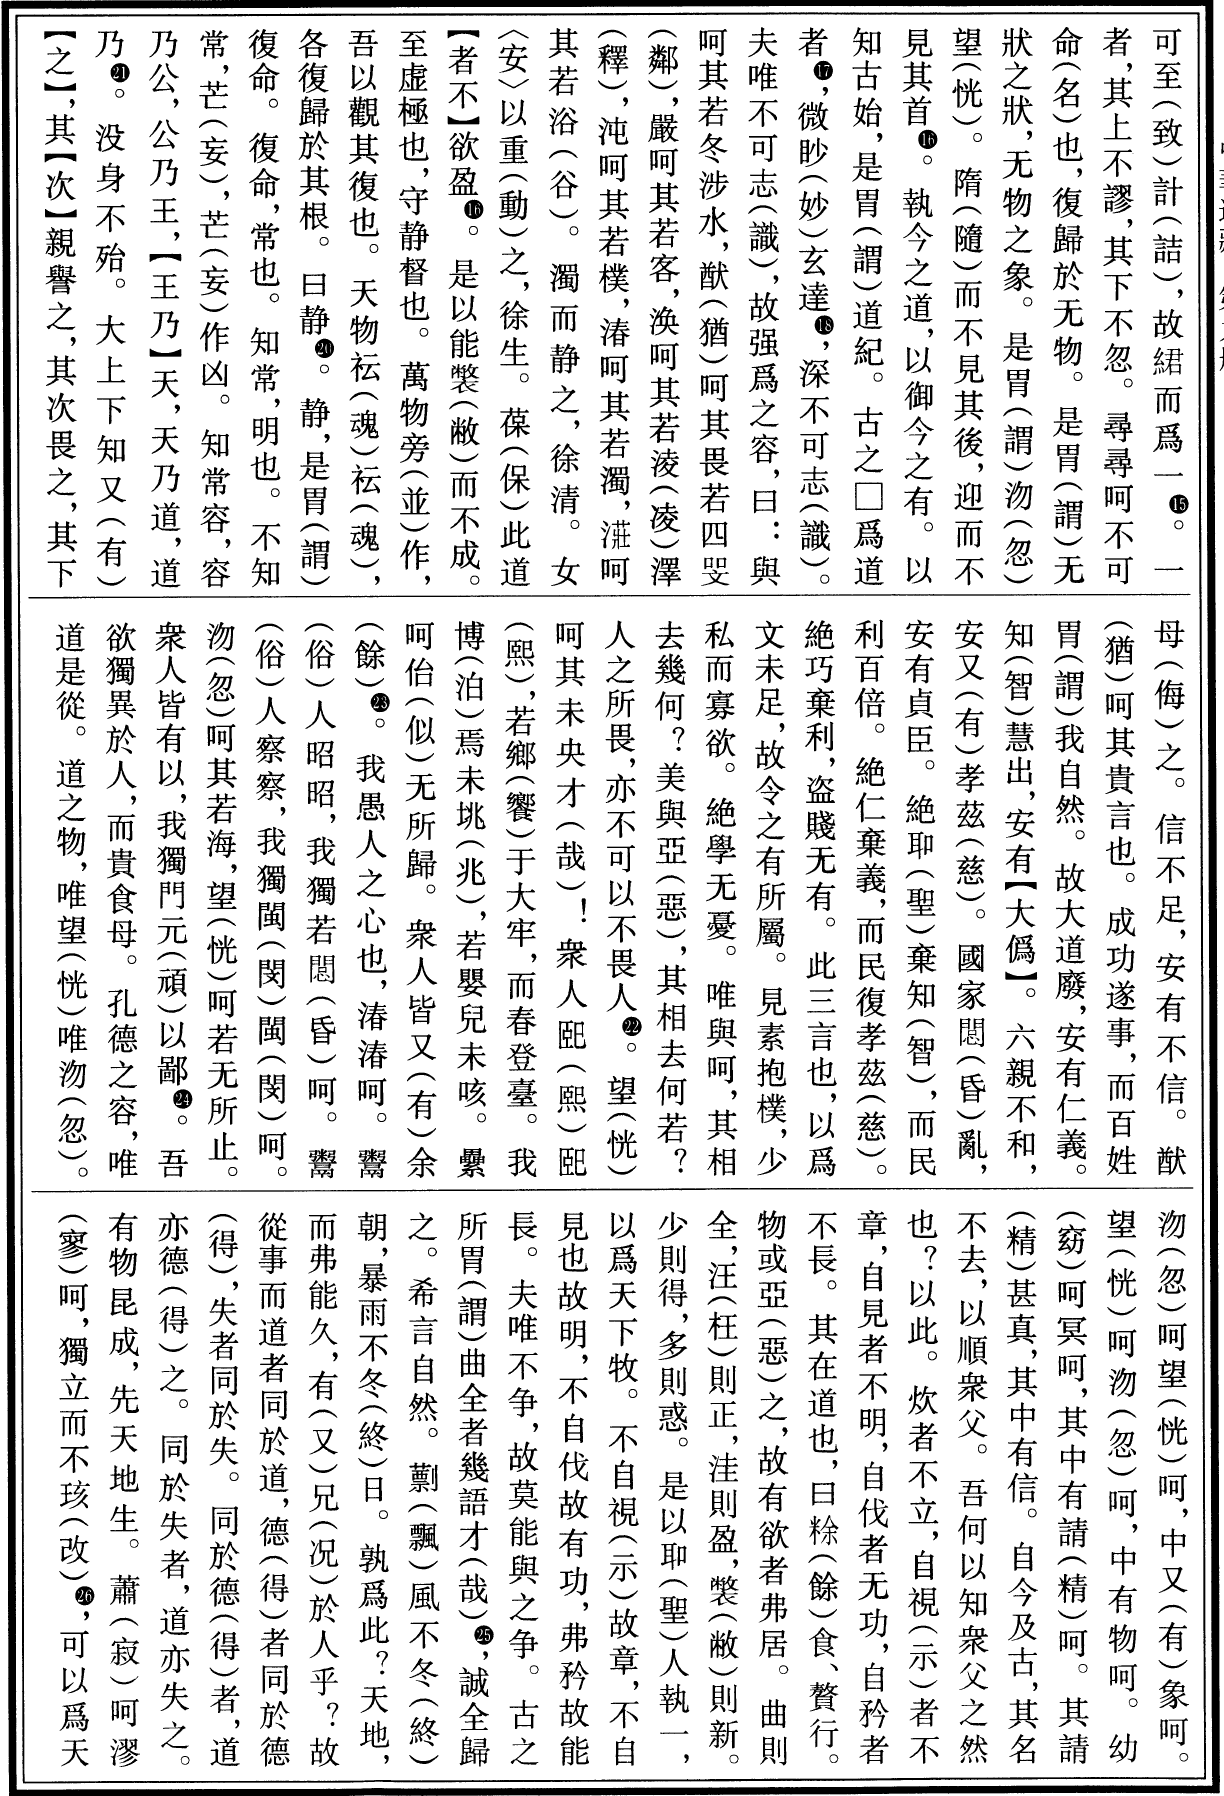 可至(致)計(詰)，故𦀚而爲一⓯。一
者，其上不謬，其下不忽。尋尋呵不可
命(名)也，復歸於无物。是胃(謂)无
狀之狀，无物之象。是胃(謂)沕(忽)
望(恍)。隋(隨)而不見其後，迎而不
見其首⓰。執今之道，以御今之有。以
知古始，是胃(謂)道紀。古之□爲道
者⓱，微眇(妙)玄達⓲，深不可志(識)。
夫唯不可志(識)，故强爲之容，曰：與
呵其若冬涉水，猷(猶)呵其畏若四
(鄰)，嚴呵其若客，涣呵其若淩(凌)澤
(釋)，沌呵其若樸，湷呵其若濁，呵
其若浴(谷)。濁而静之，徐清。女
〈安〉以重(動)之，徐生。葆(保)此道
【者不】欲盈⓰。是以能褩(敝)而不成。
至虚極也，守静督也。萬物旁(並)作，
吾以觀其復也。天物祘(魂)祘(魂)，
各復歸於其根。曰静⓴。静，是胃(謂)
復命。復命，常也。知常，明也。不知
常，芒(妄)，芒(妄)作凶。知常容，容
乃公，公乃王，【王乃】天，天乃道，道
乃㉑。没身不殆。大上下知又(有)
【之】，其【次】親譽之，其次畏之，其下
母(侮)之。信不足，安有不信。猷
(猶)呵其貴言也。成功遂事，而百姓
胃(謂)我自然。故大道廢，安有仁義。
知(智)慧出，安有【大僞】。六親不和，
安又(有)孝茲(慈)。國家閽(昏)亂，
安有貞臣。絶耶(聖)棄知(智)，而民
利百倍。絶仁棄義，而民復孝茲(慈)。
絶巧棄利，盜賤无有。此三言也，以爲
文未足，故令之有所屬。見素抱樸，少
私而寡欲。絶學无憂。唯與呵，其相
去幾何？美與亞(惡)，其相去何若？
人之所畏，亦不可以不畏人㉒。望(恍)
呵其未央才(哉)！衆人巸(熙)巸
(熙)，若鄉(饗)于大牢，而春登臺。我
博(泊)焉未垗(兆)，若嬰兒未咳。纍
呵佁(似)无所歸。衆人皆又(有)余
(餘)㉓。我愚人之心也，湷湷呵。鬻
(俗)人昭昭，我獨若閽(昏)呵。鬻
(俗)人察察，我獨閩(閔)閩(閔)呵。
沕(忽)呵其若海，望(恍)呵若无所止。
衆人皆有以，我獨門元(頑)以鄙㉔。吾
欲獨異於人，而貴食母。孔德之容，唯
道是從。道之物，唯望(恍)唯沕(忽)。
沕(忽)呵望(恍)呵，中又(有)象呵。
望(恍)呵沕(忽)呵，中有物呵。幼
(窈)呵冥呵，其中有請(精)呵。其請
(精)甚真，其中有信。自今及古，其名
不去，以順衆父。吾何以知衆父之然
也？以此。炊者不立，自視(示)者不
章，自見者不明，自伐者无功，自矜者
不長。其在道也，曰粶(餘)食、贅行。
物或亞(惡)之，故有欲者弗居。曲則
全，汪(枉)則正，洼則盈，褩(敝)則新。
少則得，多則惑。是以耶(聖)人執一，
以爲天下牧。不自視(示)故章，不自
見也故明，不自伐故有功，弗矜故能
長。夫唯不争，故莫能與之争。古之
所胃(謂)曲全者幾語才(哉)㉕，誠全歸
之。希言自然。䕯(飄)風不冬(終)
朝，暴雨不冬(終)日。孰爲此？天地，
而弗能久，有(又)兄(况)於人乎？故
從事而道者同於道，德(得)者同於德
(得)，失者同於失。同於德(得)者，道
亦德(得)之。同於失者，道亦失之。
有物昆成，先天地生。蕭(寂)呵漻
(寥)呵，獨立而不玹(改)㉖，可以爲天